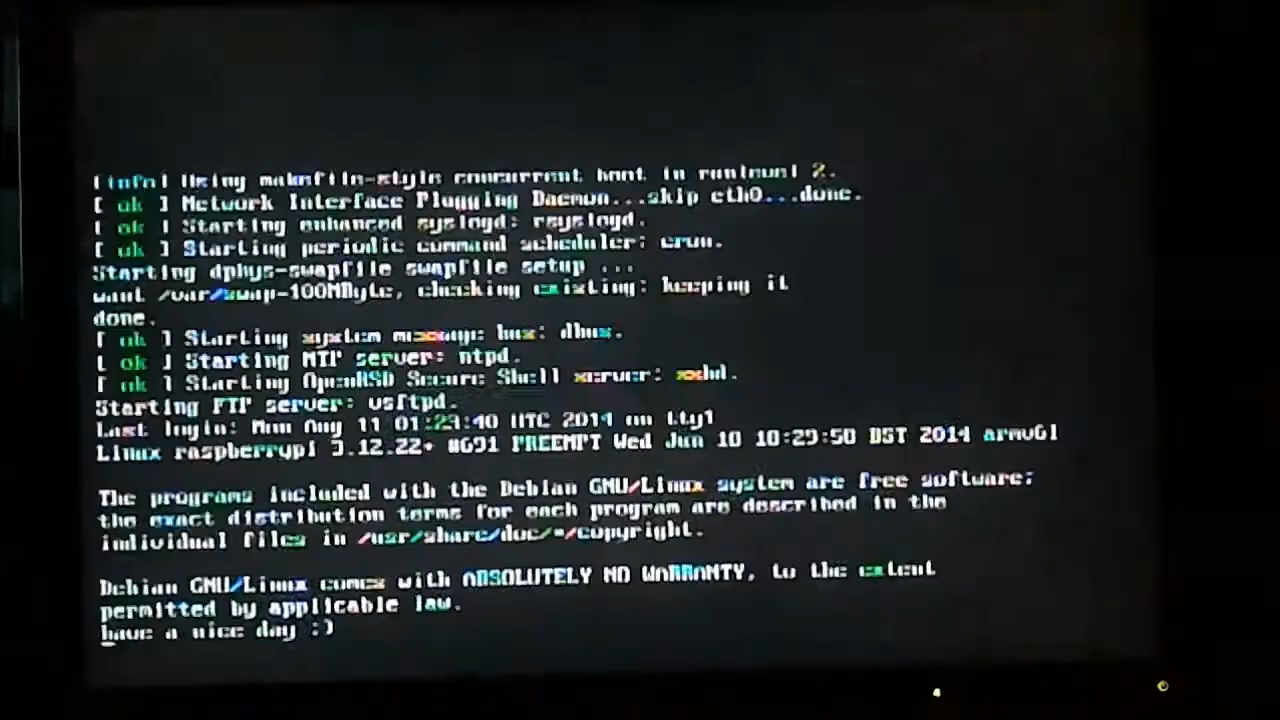 [info] Using makefile-style concurrent boot in runlevel 2.
[ ok ] Network Interface Plugging Daemon...skip eth0...done.
[ ok ] Starting enhanced syslogd: rsyslogd.
[ ok ] Starting periodic command scheduler: cron.
Starting dphys-swapfile swapfile setup ...
want /var/swap=100MByte, checking existing: keeping it
done.
[ ok ] Starting system message bus: dbus.
[ ok ] Starting NTP server: ntpd.
[ ok ] Starting OpenBSD Secure Shell server: sshd.
Starting FTP server: vsftpd.
Last login: Mon Aug 11 01:23:40 UTC 2014 on tty1
Linux raspberrypi 3.12.22+ #691 PREEMPT Wed Jun 18 18:29:58 BST 2014 armv6l
The programs included with the Debian GNU/Linux system are free software;
the exact distribution terms for each program are described in the
individual files in /usr/share/doc/*/copyright.
Debian GNU/Linux comes with ABSOLUTELY NO WARRANTY, to the extent
permitted by applicable law.
have a nice day :)